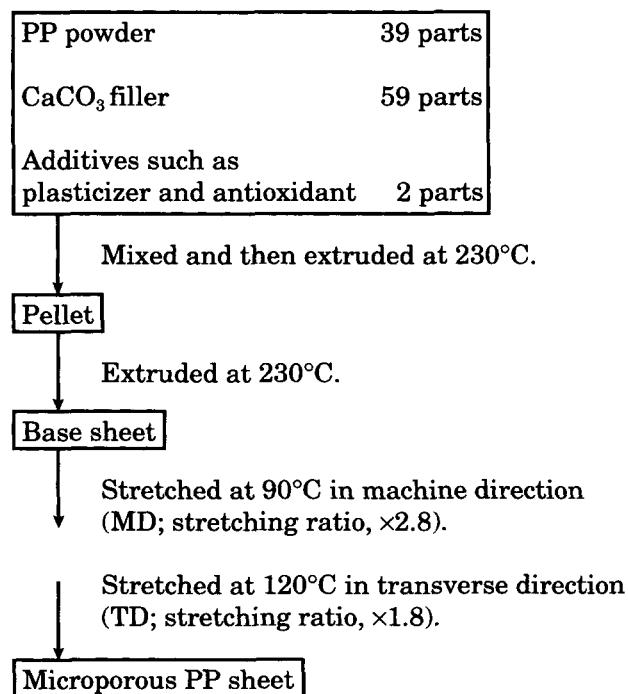 PP powder 39 parts
CaCO₃ filler 59 parts
Additives such as
plasticizer and antioxidant 2 parts
Mixed and then extruded at 230°C.
Pellet
Extruded at 230°C.
Base sheet
Stretched at 90°C in machine direction
(MD; stretching ratio, ×2.8).
Stretched at 120°C in transverse direction
(TD; stretching ratio, ×1.8).
Microporous PP sheet